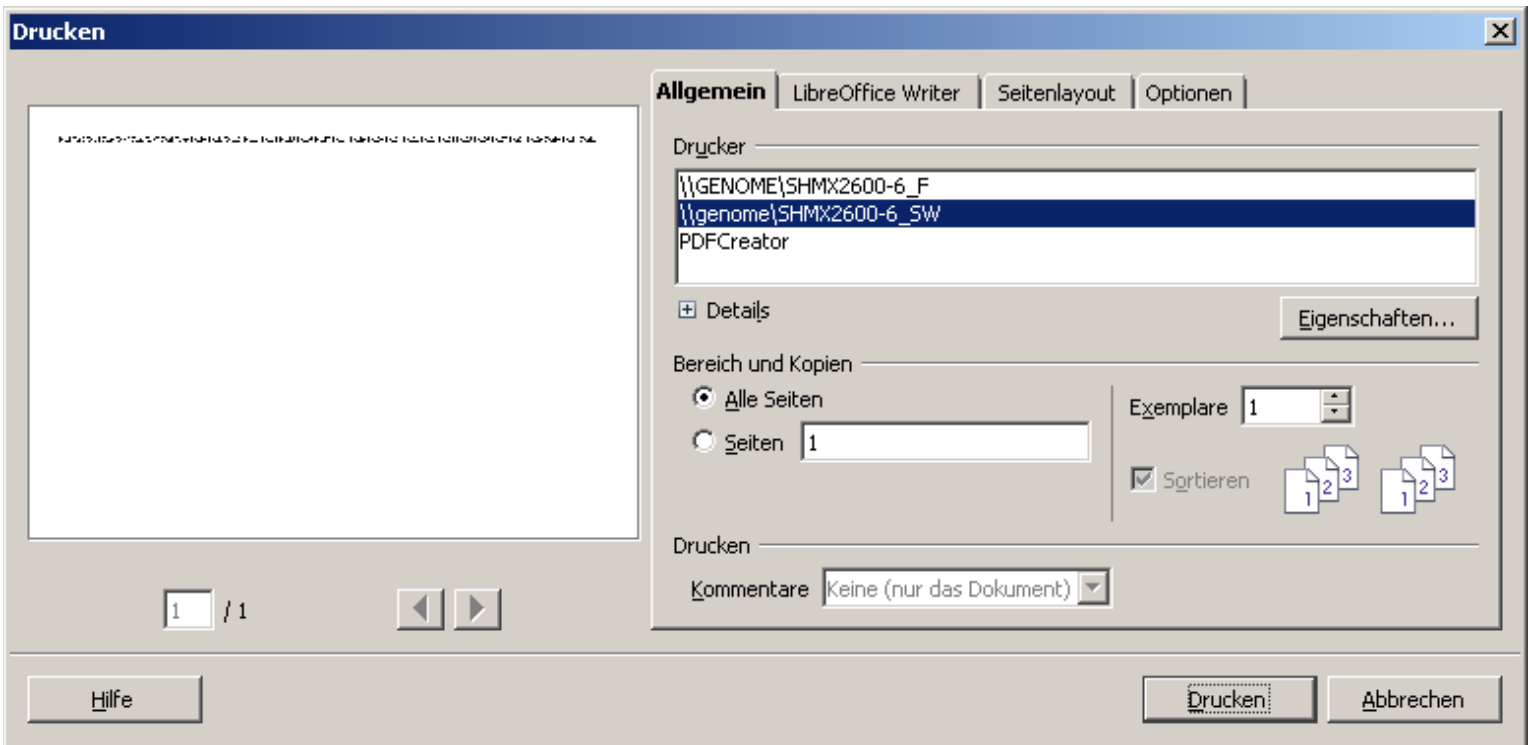 Drucken
Allgemein LibreOffice Writer Seitenlayout Optionen
Drucker
\\GENOME\SHMX2600-6_F
\\genome\SHMX2600-6_SW
PDFCreator
Details
Eigenschaften...
Bereich und Kopien
Alle Seiten
Exemplare 1
Seiten 1
Sortieren 1 2 3 1 2 3
Drucken
Kommentare Keine (nur das Dokument)
1 / 1
Hilfe Drucken Abbrechen